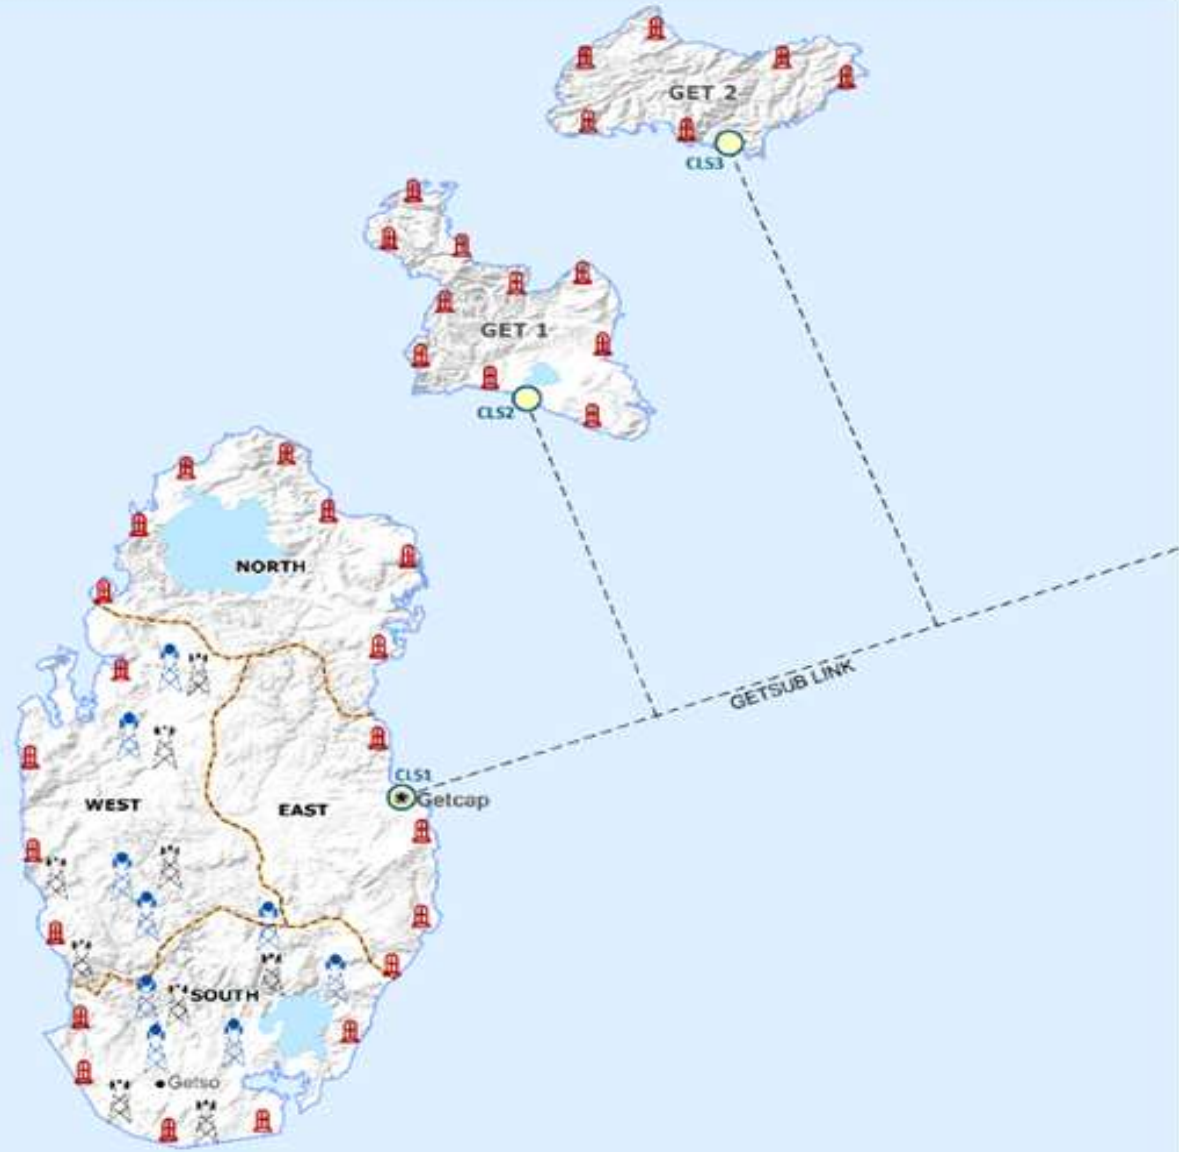 GET 2
CLS3
GET 1
CLS2
NORTH
GETSUB LINK
CLS1
Getcap
WEST
EAST
SOUTH
Getso